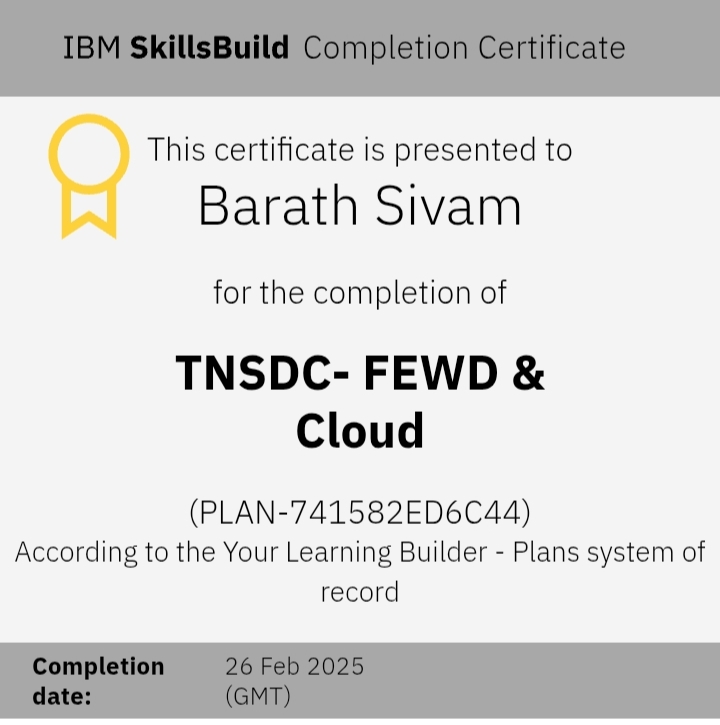 IBM SkillsBuild Completion Certificate
This certificate is presented to
Barath Sivam
for the completion of
TNSDC- FEWD &
Cloud
(PLAN-741582ED6C44)
According to the Your Learning Builder - Plans system of
record
Completion
date:
26 Feb 2025
(GMT)